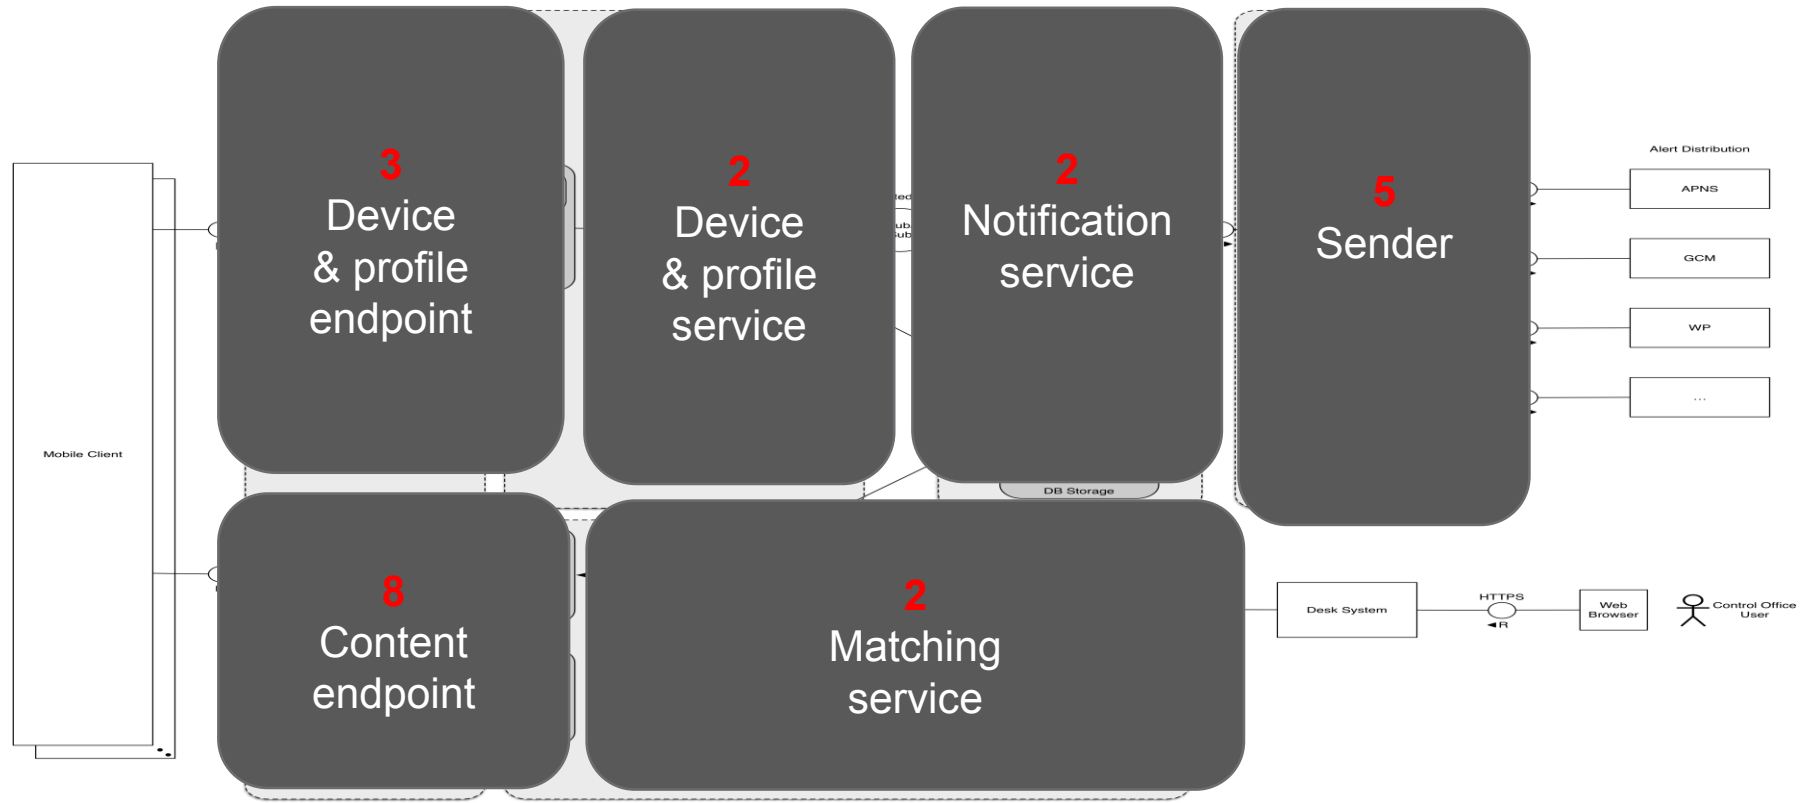 3
Device
& profile
endpoint
2
Device
& profile
service
2
Notification
service
5
Sender
Alert Distribution
APNS
GCM
WP
...
Mobile Client
DB Storage
8
Content
endpoint
2
Matching
service
Desk System
HTTPS
◄R
Web
Browser
Control Office
User